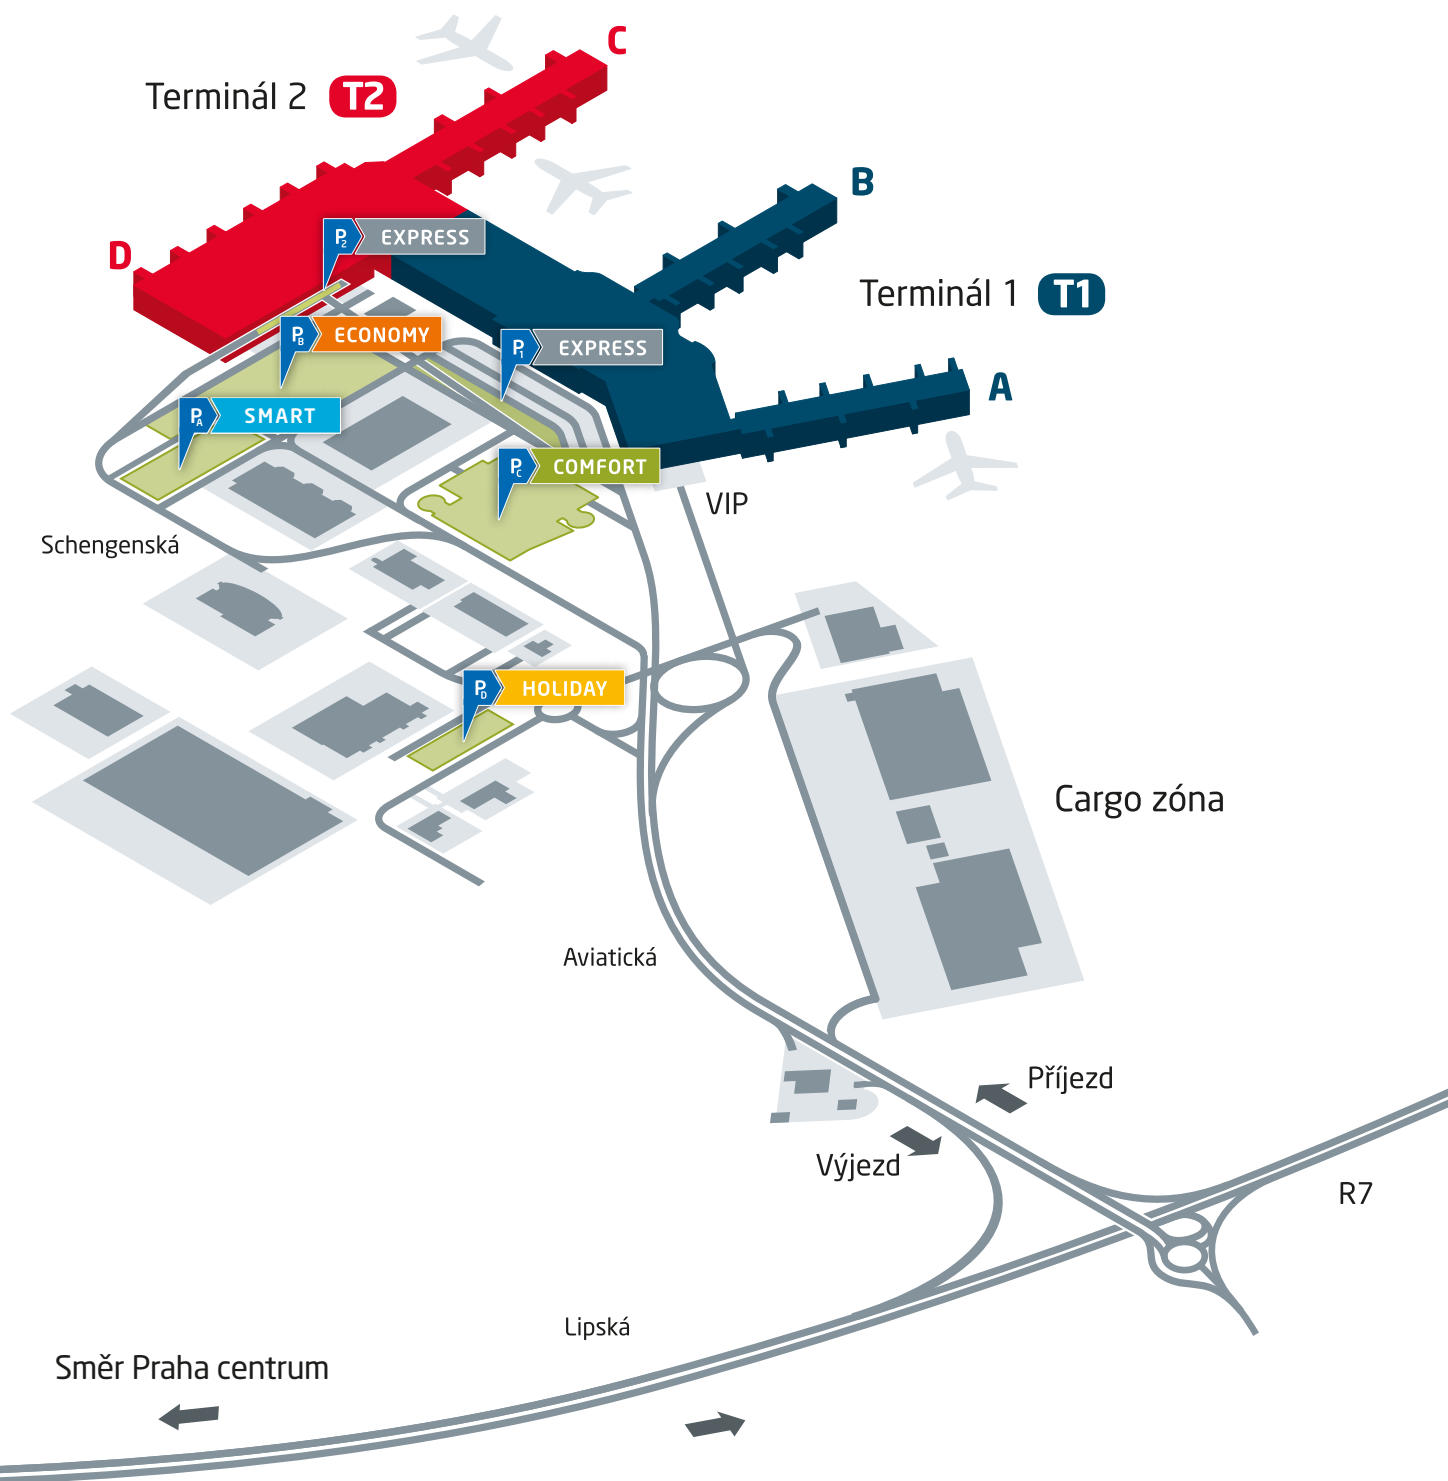 C
Terminál 2 T2
B
P2 EXPRESS
D
Terminál 1 T1
PB ECONOMY
P1 EXPRESS
A
PA SMART
PC COMFORT
VIP
Schengenská
PD HOLIDAY
Cargo zóna
Aviatická
Příjezd
Výjezd
R7
Lipská
Směr Praha centrum